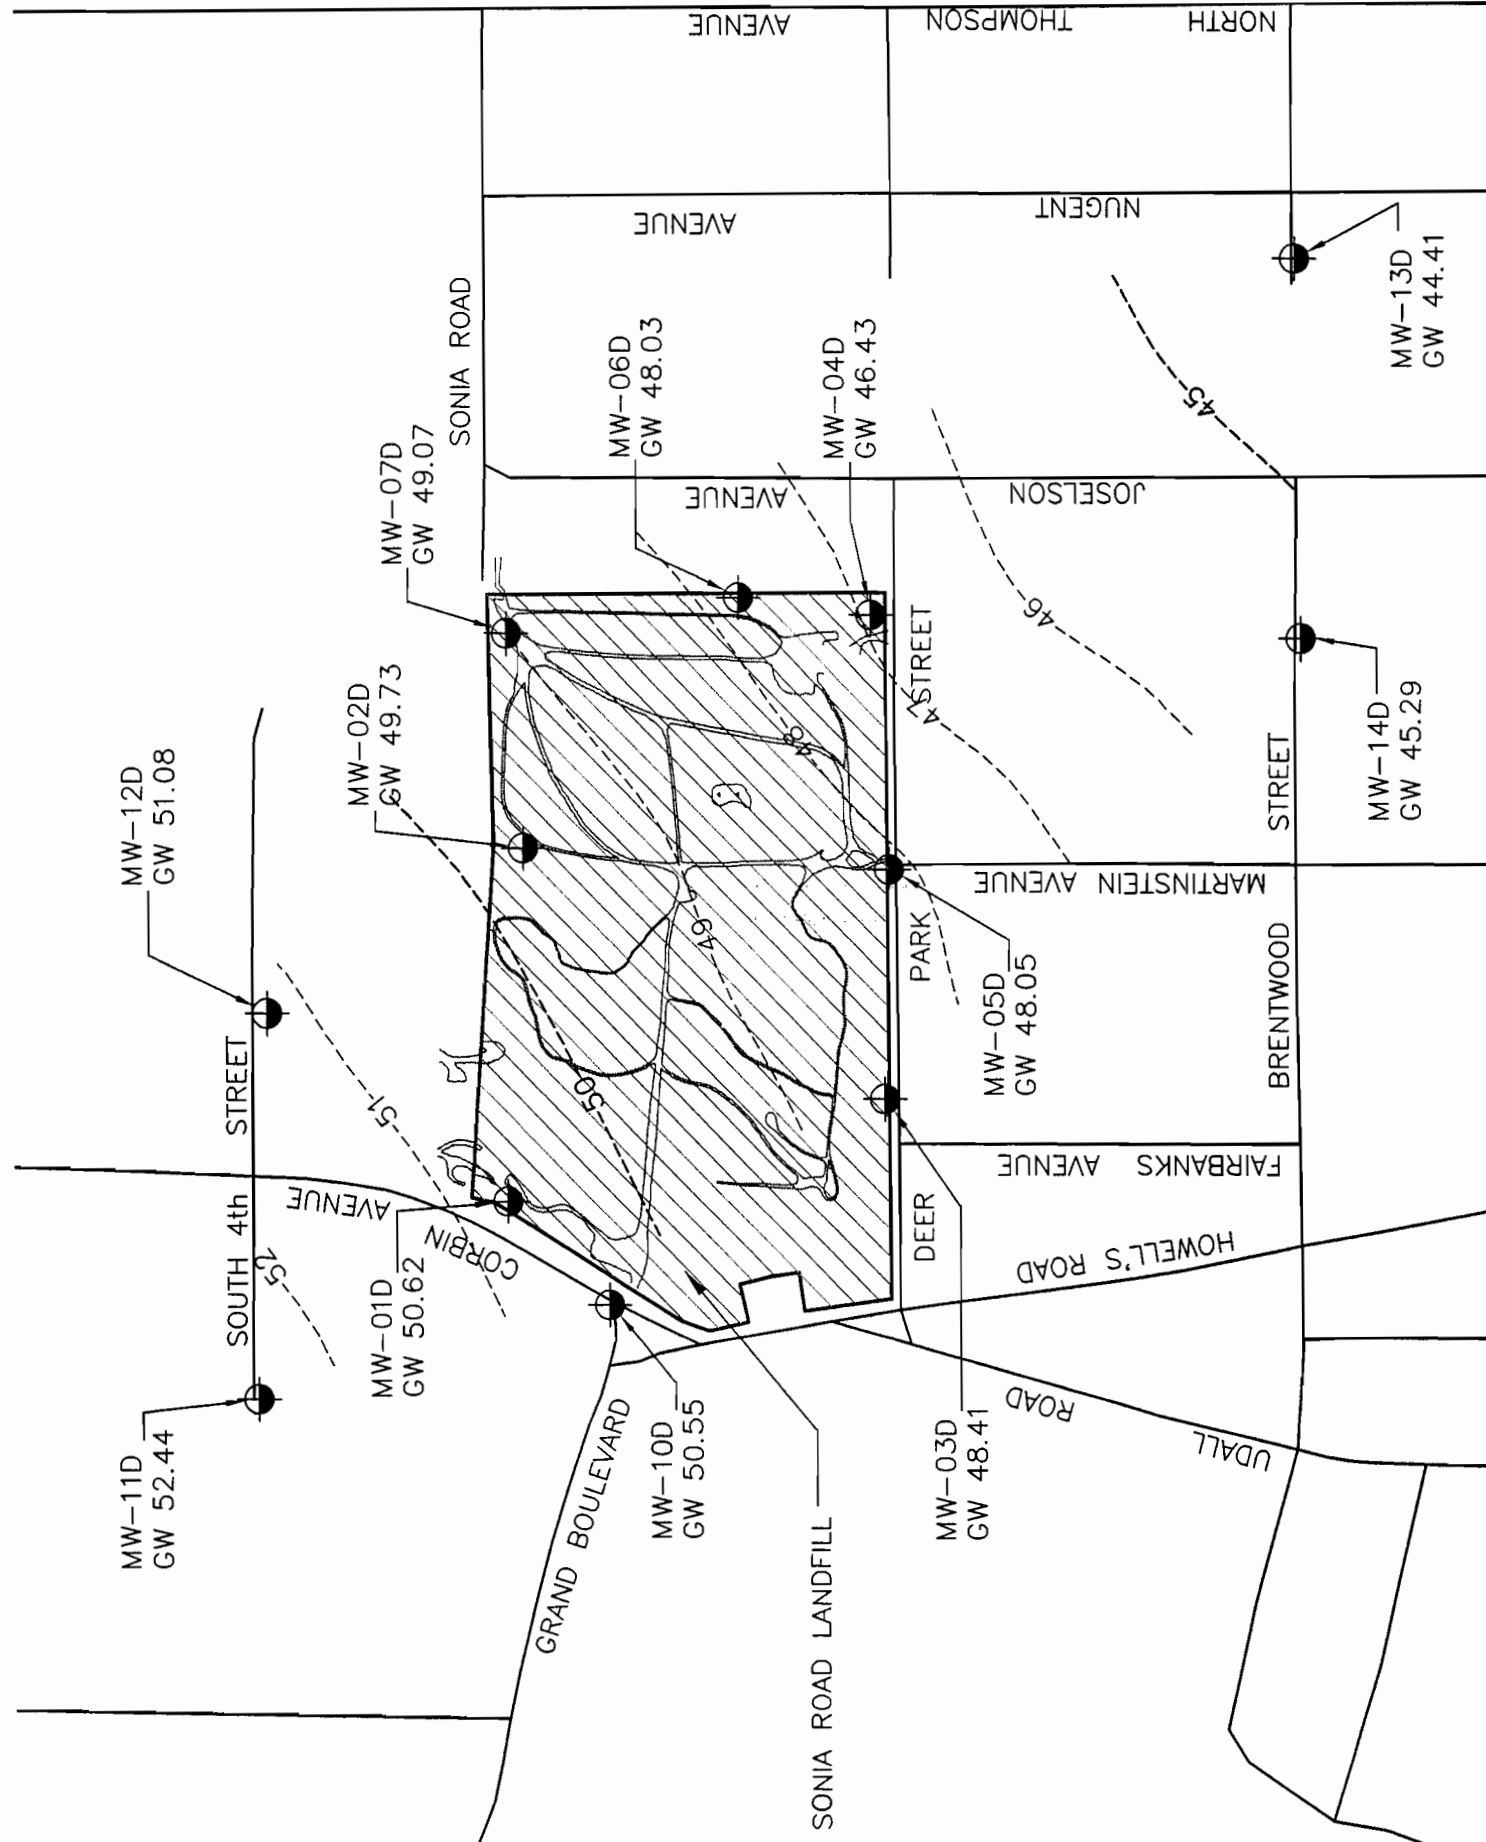 NORTH
THOMPSON
AVENUE
NUGENT
AVENUE
MW-13D
GW 44.41
SONIA ROAD
MW-06D
GW 48.03
MW-04D
GW 46.43
45
MW-07D
GW 49.07
JOSELSON
AVENUE
46
MW-12D
GW 51.08
MW-02D
GW 49.73
48
47
STREET
MW-14D
GW 45.29
STREET
MARTINSTEIN AVENUE
49
PARK
MW-05D
GW 48.05
BRENTWOOD
STREET
51
50
FAIRBANKS AVENUE
SOUTH 4th
52
AVENUE
CORBIN
MW-01D
GW 50.62
DEER
HOWELL'S ROAD
MW-11D
GW 52.44
GRAND BOULEVARD
MW-10D
GW 50.55
MW-03D
GW 48.41
ROAD
UDALL
SONIA ROAD LANDFILL